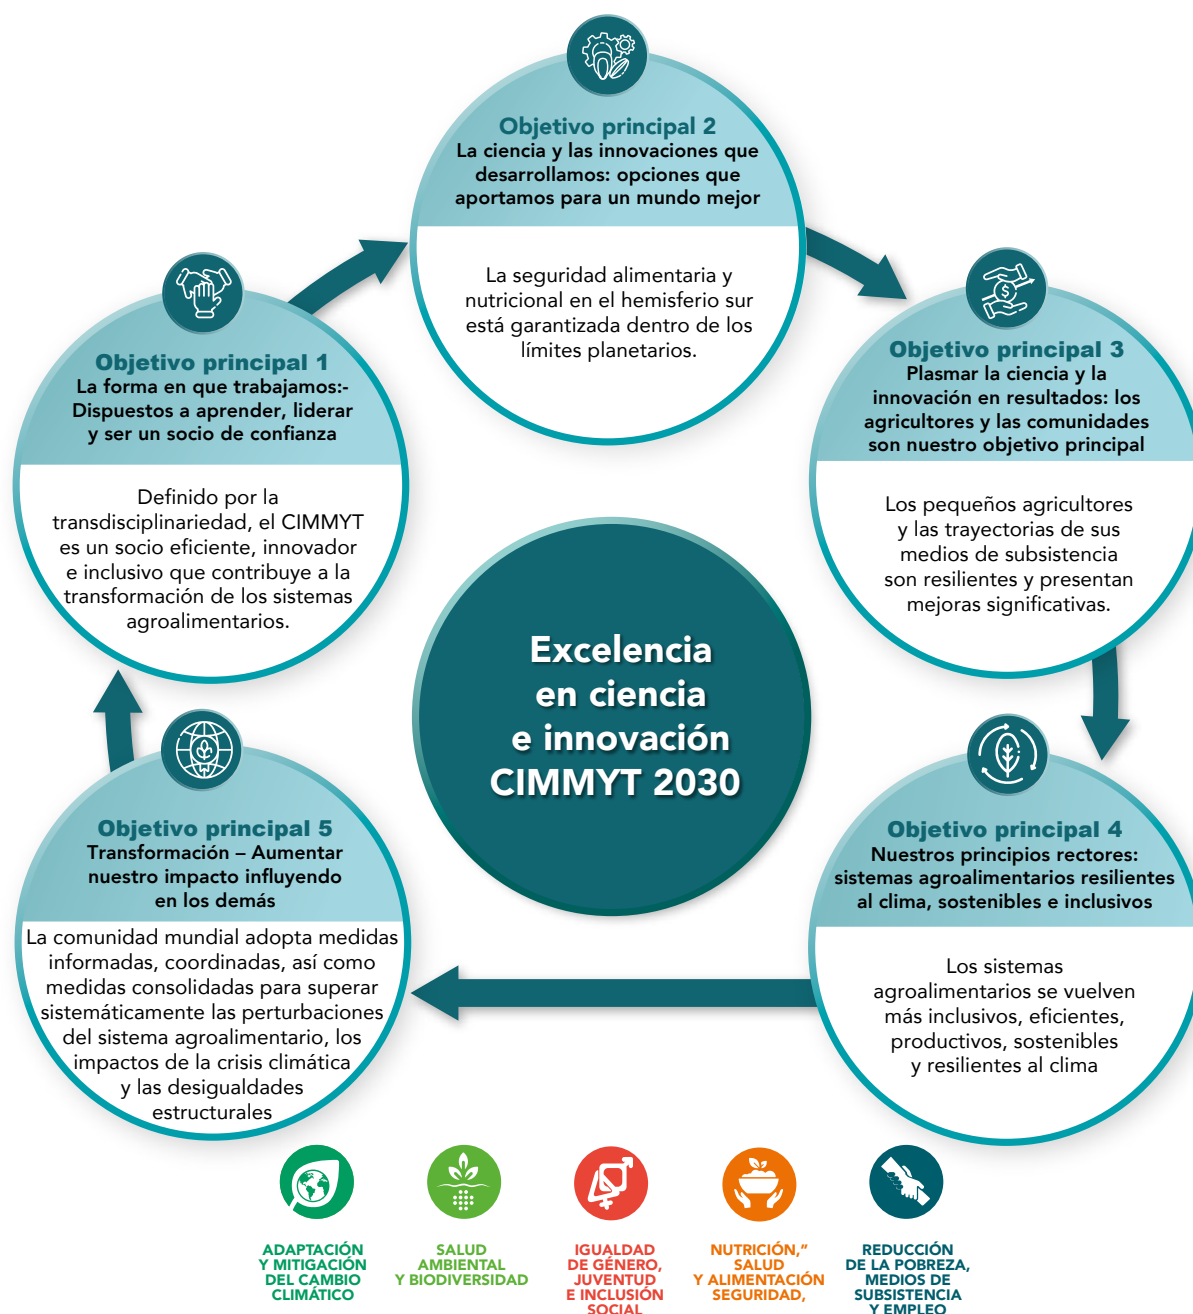 Objetivo principal 1
La forma en que trabajamos:-
Dispuestos a aprender, liderar
y ser un socio de confianza
Definido por la
transdisciplinariedad, el CIMMYT
es un socio eficiente, innovador
e inclusivo que contribuye a la
transformación de los sistemas
agroalimentarios.
Objetivo principal 2
La ciencia y las innovaciones que
desarrollamos: opciones que
aportamos para un mundo mejor
La seguridad alimentaria y
nutricional en el hemisferio sur
está garantizada dentro de los
límites planetarios.
Objetivo principal 3
Plasmar la ciencia y la
innovación en resultados: los
agricultores y las comunidades
son nuestro objetivo principal
Los pequeños agricultores
y las trayectorias de sus
medios de subsistencia
son resilientes y presentan
mejoras significativas.
Objetivo principal 4
Nuestros principios rectores:
sistemas agroalimentarios resilientes
al clima, sostenibles e inclusivos
Los sistemas
agroalimentarios se vuelven
más inclusivos, eficientes,
productivos, sostenibles
y resilientes al clima
Objetivo principal 5
Transformación – Aumentar
nuestro impacto influyendo
en los demás
La comunidad mundial adopta medidas
informadas, coordinadas, así como
medidas consolidadas para superar
sistemáticamente las perturbaciones
del sistema agroalimentario, los
impactos de la crisis climática
y las desigualdades
estructurales
Excelencia
en ciencia
e innovación
CIMMYT 2030
$
ADAPTACIÓN
Y MITIGACIÓN
DEL CAMBIO
CLIMÁTICO
SALUD
AMBIENTAL
Y BIODIVERSIDAD
IGUALDAD
DE GÉNERO,
JUVENTUD
E INCLUSIÓN
SOCIAL
NUTRICIÓN,”
SALUD
Y ALIMENTACIÓN
SEGURIDAD,
REDUCCIÓN
DE LA POBREZA,
MEDIOS DE
SUBSISTENCIA
Y EMPLEO